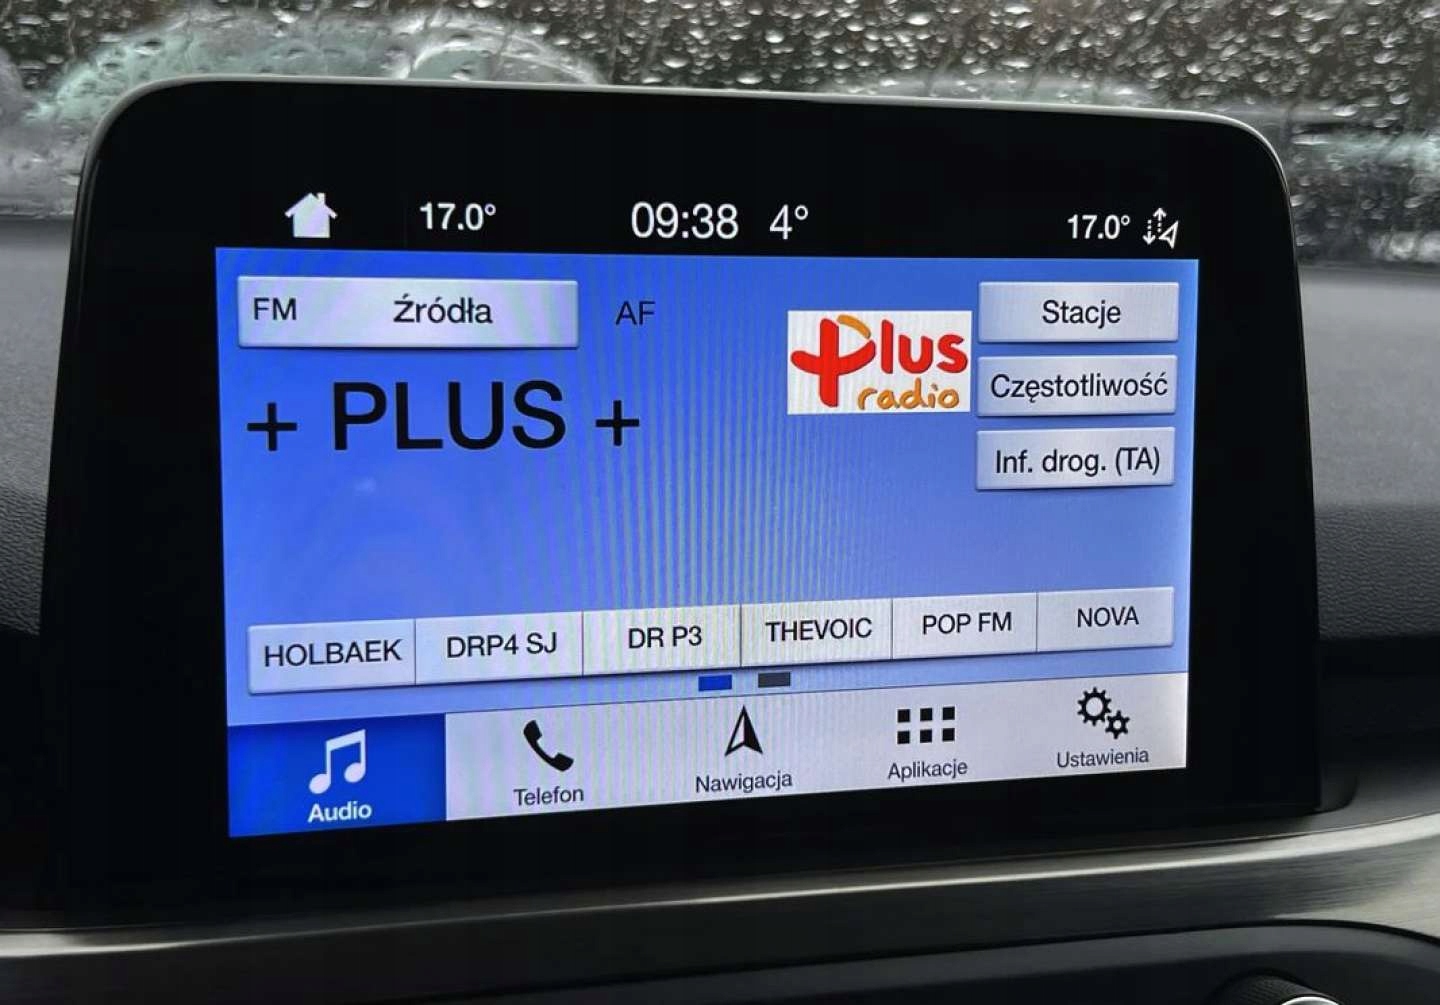 17.0° 09:38 4° 17.0°
FM Źródła AF Stacje
+ PLUS +
Plus
radio
Częstotliwość
Inf. drog. (TA)
HOLBAEK DRP4 SJ DR P3 THEVOIC POP FM NOVA
Audio Telefon Nawigacja Aplikacje Ustawienia